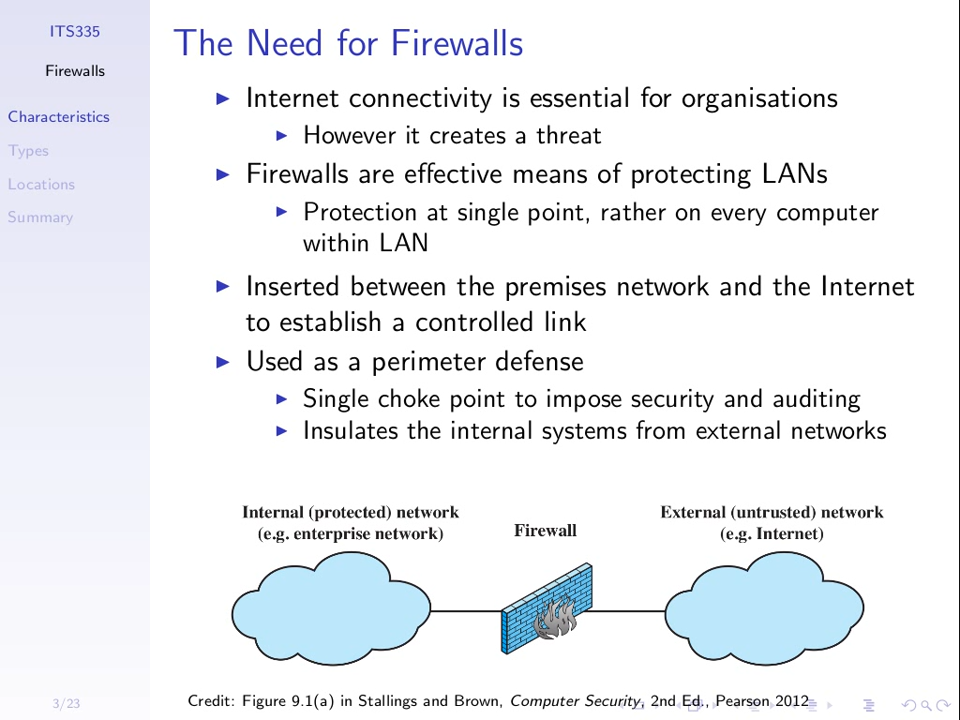 ITS335
Firewalls
Characteristics
Types
Locations
Summary
The Need for Firewalls
Internet connectivity is essential for organisations
However it creates a threat
Firewalls are effective means of protecting LANs
Protection at single point, rather on every computer
within LAN
Inserted between the premises network and the Internet
to establish a controlled link
Used as a perimeter defense
Single choke point to impose security and auditing
Insulates the internal systems from external networks
Internal (protected) network
(e.g. enterprise network)
Firewall
External (untrusted) network
(e.g. Internet)
Credit: Figure 9.1(a) in Stallings and Brown, Computer Security, 2nd Ed., Pearson 2012
3/23